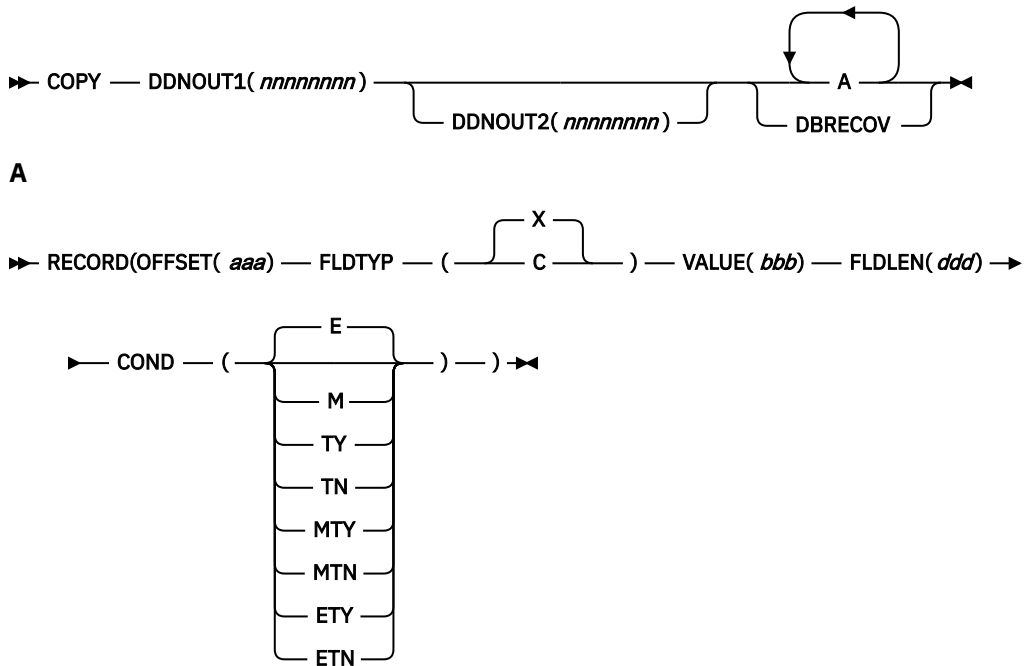 A
COPY DDNOUT1( nnnnnnnn )
DDNOUT2( nnnnnnnn )
DBRECOV
A
X
RECORD(OFFSET( aaa) FLDTYP ( C ) VALUE( bbb) FLDLEN( ddd)
E
COND ( ) )
M
TY
TN
MTY
MTN
ETY
ETN